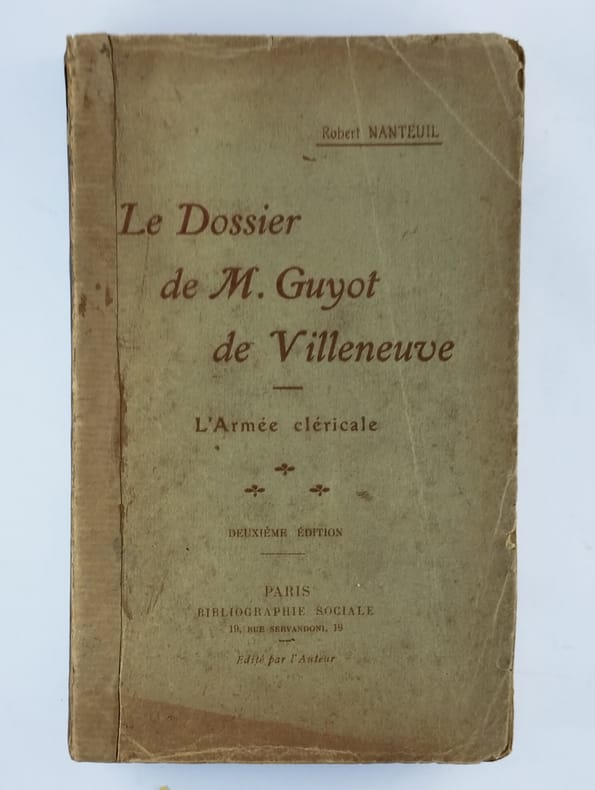 Robert NANTEUIL
Le Dossier
de M. Guyot
de Villeneuve
L'Armée cléricale
DEUXIÈME ÉDITION
PARIS
BIBLIOGRAPHIE SOCIALE
19, RUE SERVANDONI, 19
Edité par l'Auteur